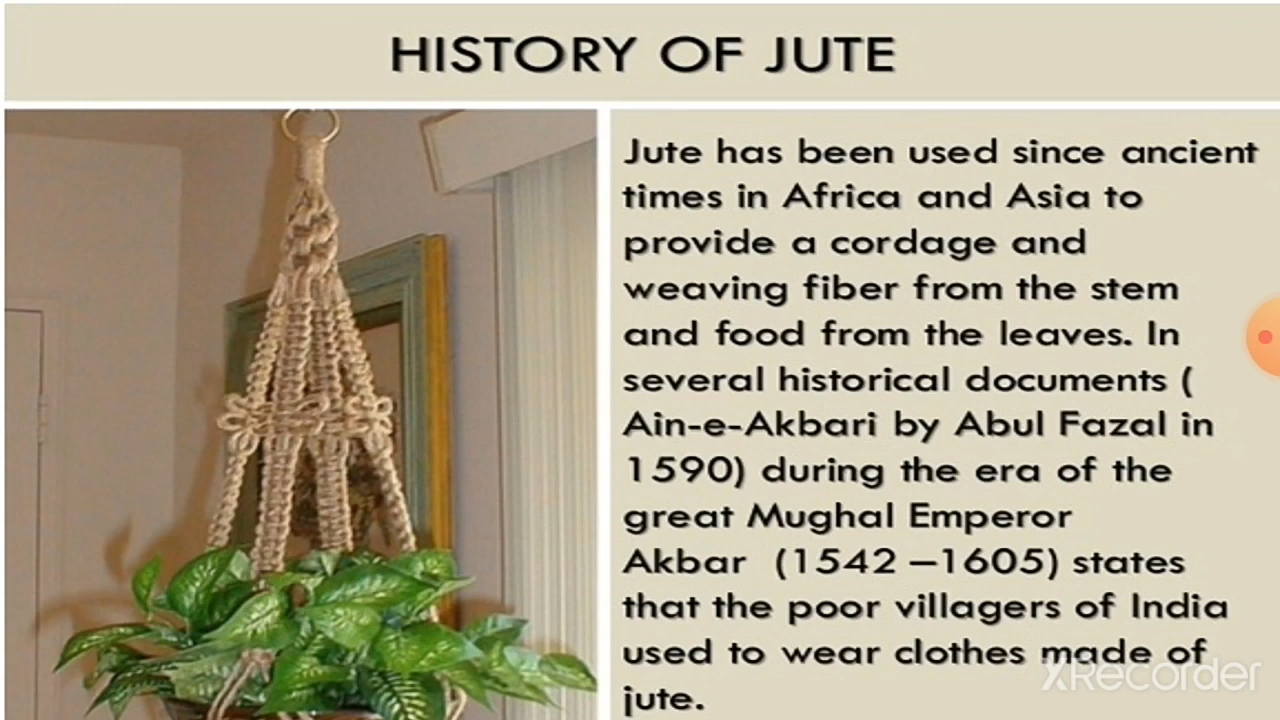 HISTORY OF JUTE
Jute has been used since ancient
times in Africa and Asia to
provide a cordage and
weaving fiber from the stem
and food from the leaves. In
several historical documents (
Ain-e-Akbari by Abul Fazal in
1590) during the era of the
great Mughal Emperor
Akbar (1542 –1605) states
that the poor villagers of India
used to wear clothes made of
jute.
XRecorder